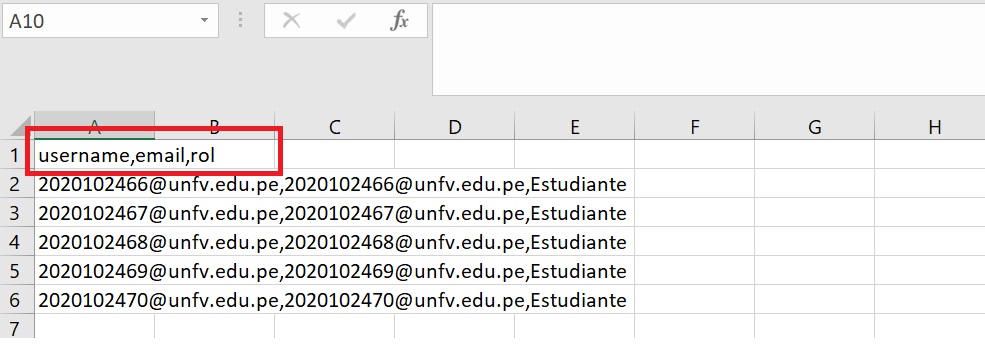 A10
fx
A B C D E F G H
1 username,email,rol
2 2020102466@unfv.edu.pe,2020102466@unfv.edu.pe,Estudiante
3 2020102467@unfv.edu.pe,2020102467@unfv.edu.pe,Estudiante
4 2020102468@unfv.edu.pe,2020102468@unfv.edu.pe,Estudiante
5 2020102469@unfv.edu.pe,2020102469@unfv.edu.pe,Estudiante
6 2020102470@unfv.edu.pe,2020102470@unfv.edu.pe,Estudiante
7